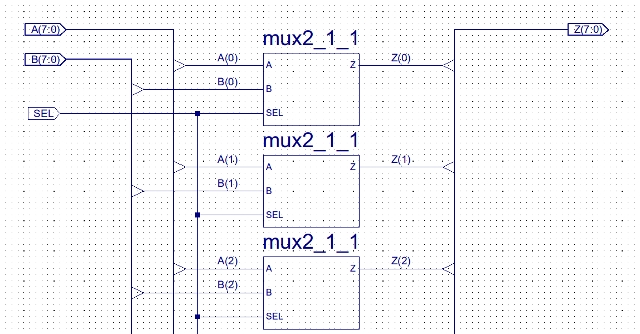 A(7:0)
Z(7:0)
mux2_1_1
B(7:0)
A(0)
A
Z
Z(0)
B(0)
B
SEL
SEL
mux2_1_1
A(1)
A
Z
Z(1)
B(1)
B
SEL
mux2_1_1
A(2)
A
Z
Z(2)
B(2)
B
SEL